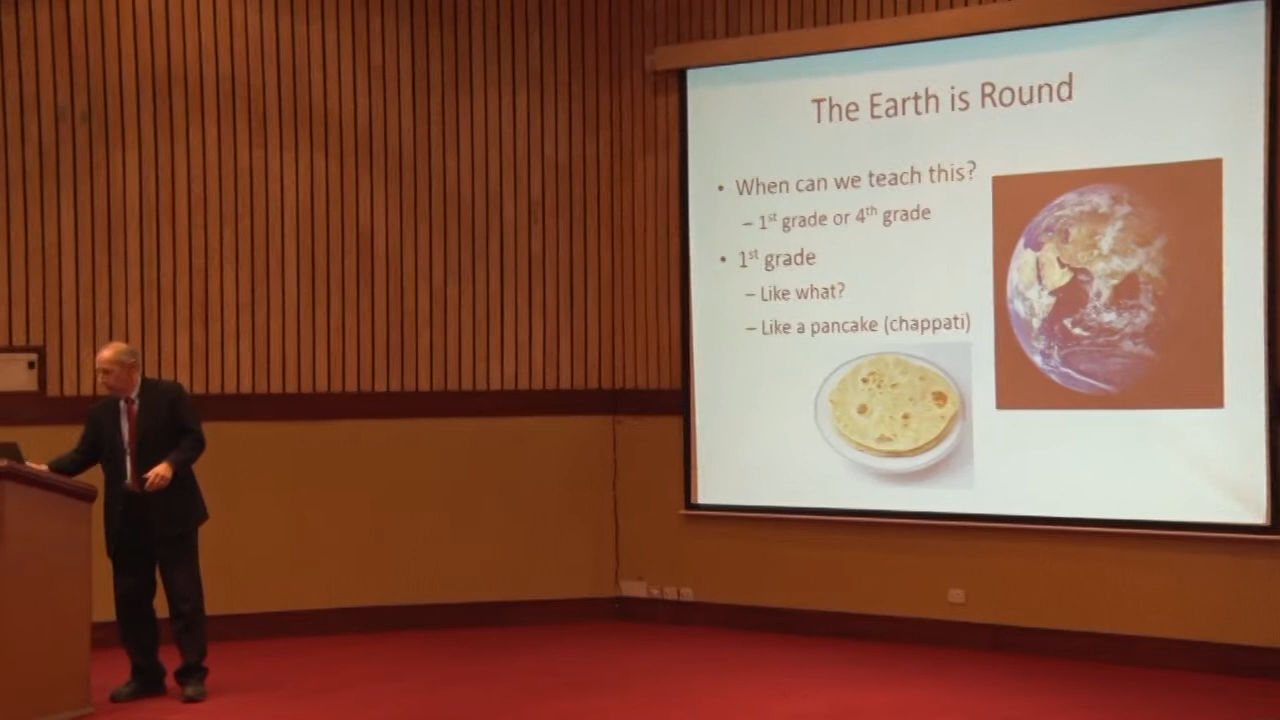 The Earth is Round
• When can we teach this?
– 1st grade or 4th grade
• 1st grade
– Like what?
– Like a pancake (chappati)